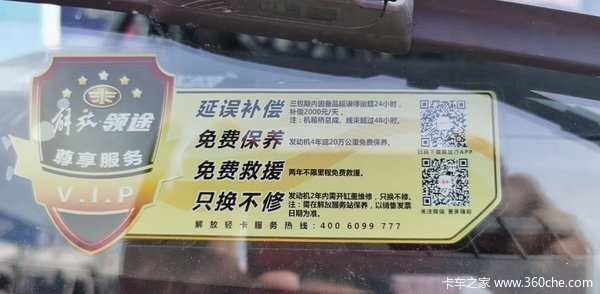 解放·领途
尊享服务
V.I.P
延误补偿
三包期内因备品延误停运超24小时，
补偿2000元/天，
注：机箱桥总成、线束超过48小时。
免费保养
发动机4年或20万公里免费保养。
免费救援
两年不限里程免费救援。
只换不修
发动机2年内需开缸盖维修，只换不修。
注：需在解放服务站保养，以销售发票
日期为准。
解放轻卡服务热线：400 6099 777
扫码下载解放行APP
关注微信 更多精彩
卡车之家 www.360che.com